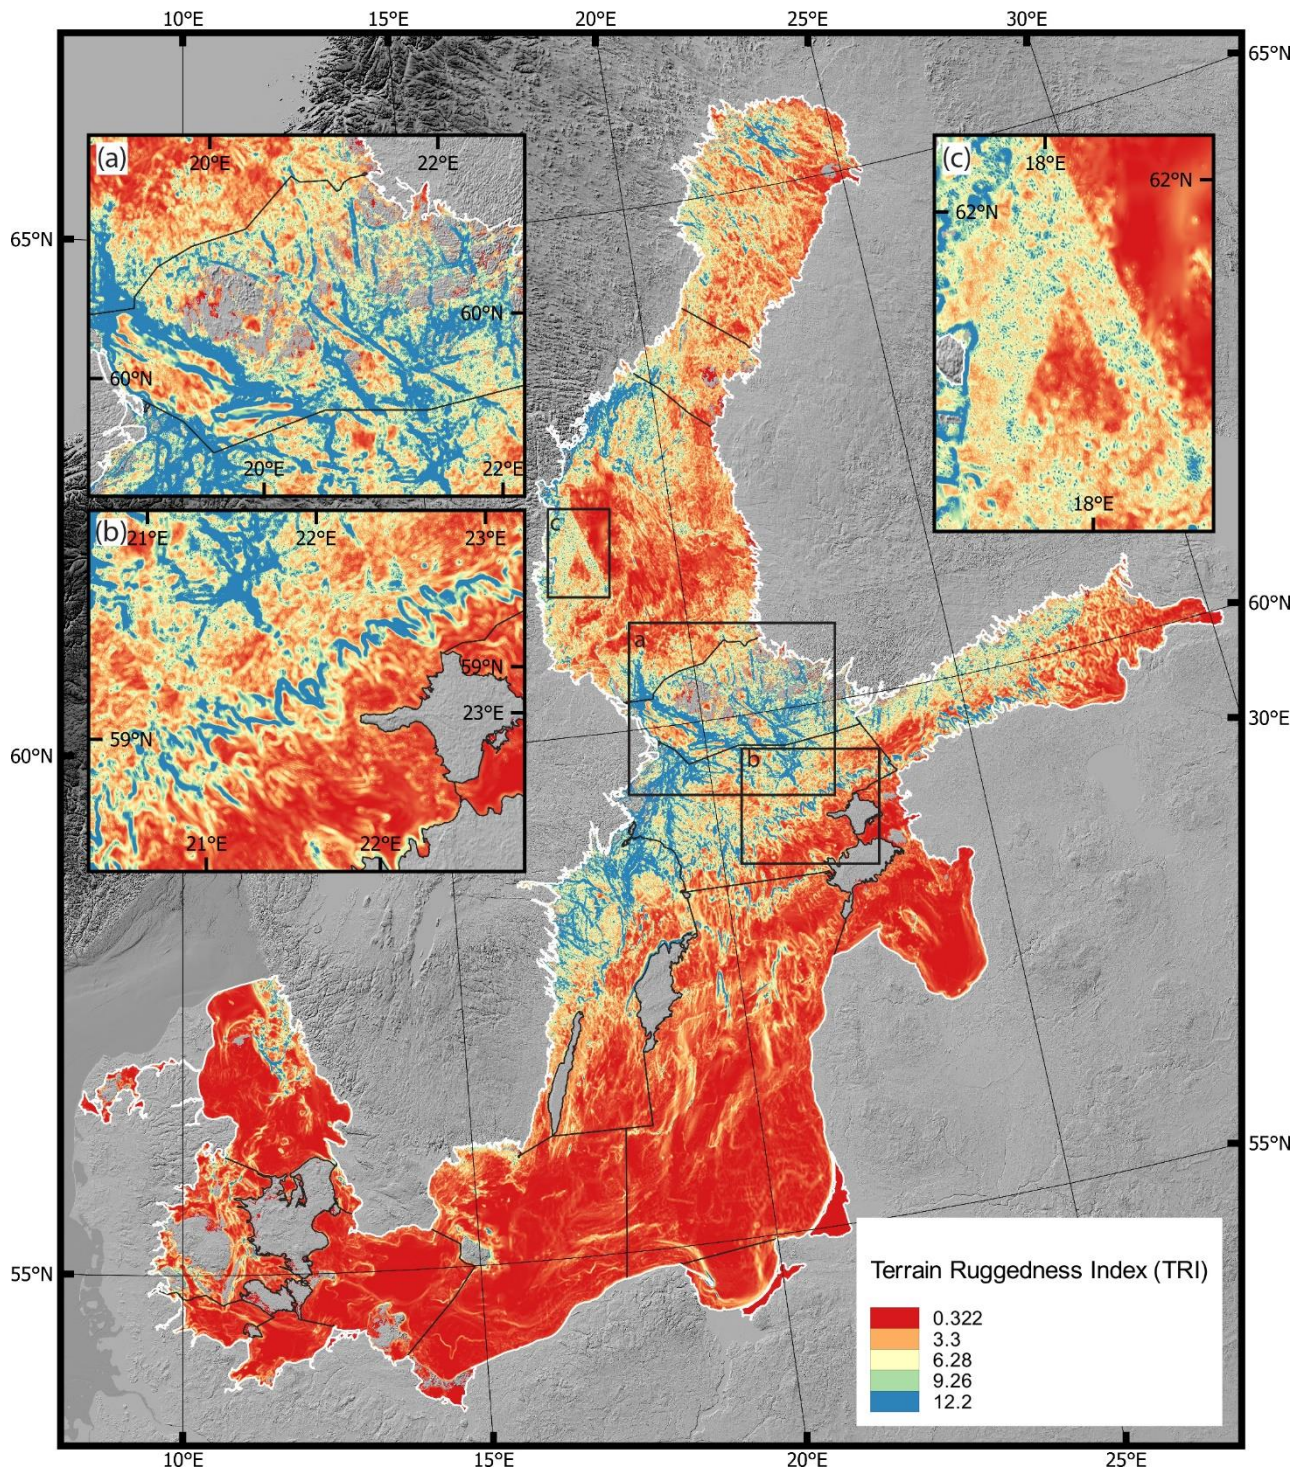 10°E 15°E 20°E 25°E 30°E
65°N
65°N
60°N
60°N
30°E
55°N
55°N
10°E 15°E 20°E 25°E
(a)
20°E 22°E
60°N
60°N
20°E 22°E
(b)
21°E 22°E 23°E
59°N
23°E
59°N
21°E 22°E
(c)
18°E
62°N
62°N
18°E
c
a
b
Terrain Ruggedness Index (TRI)
0.322
3.3
6.28
9.26
12.2